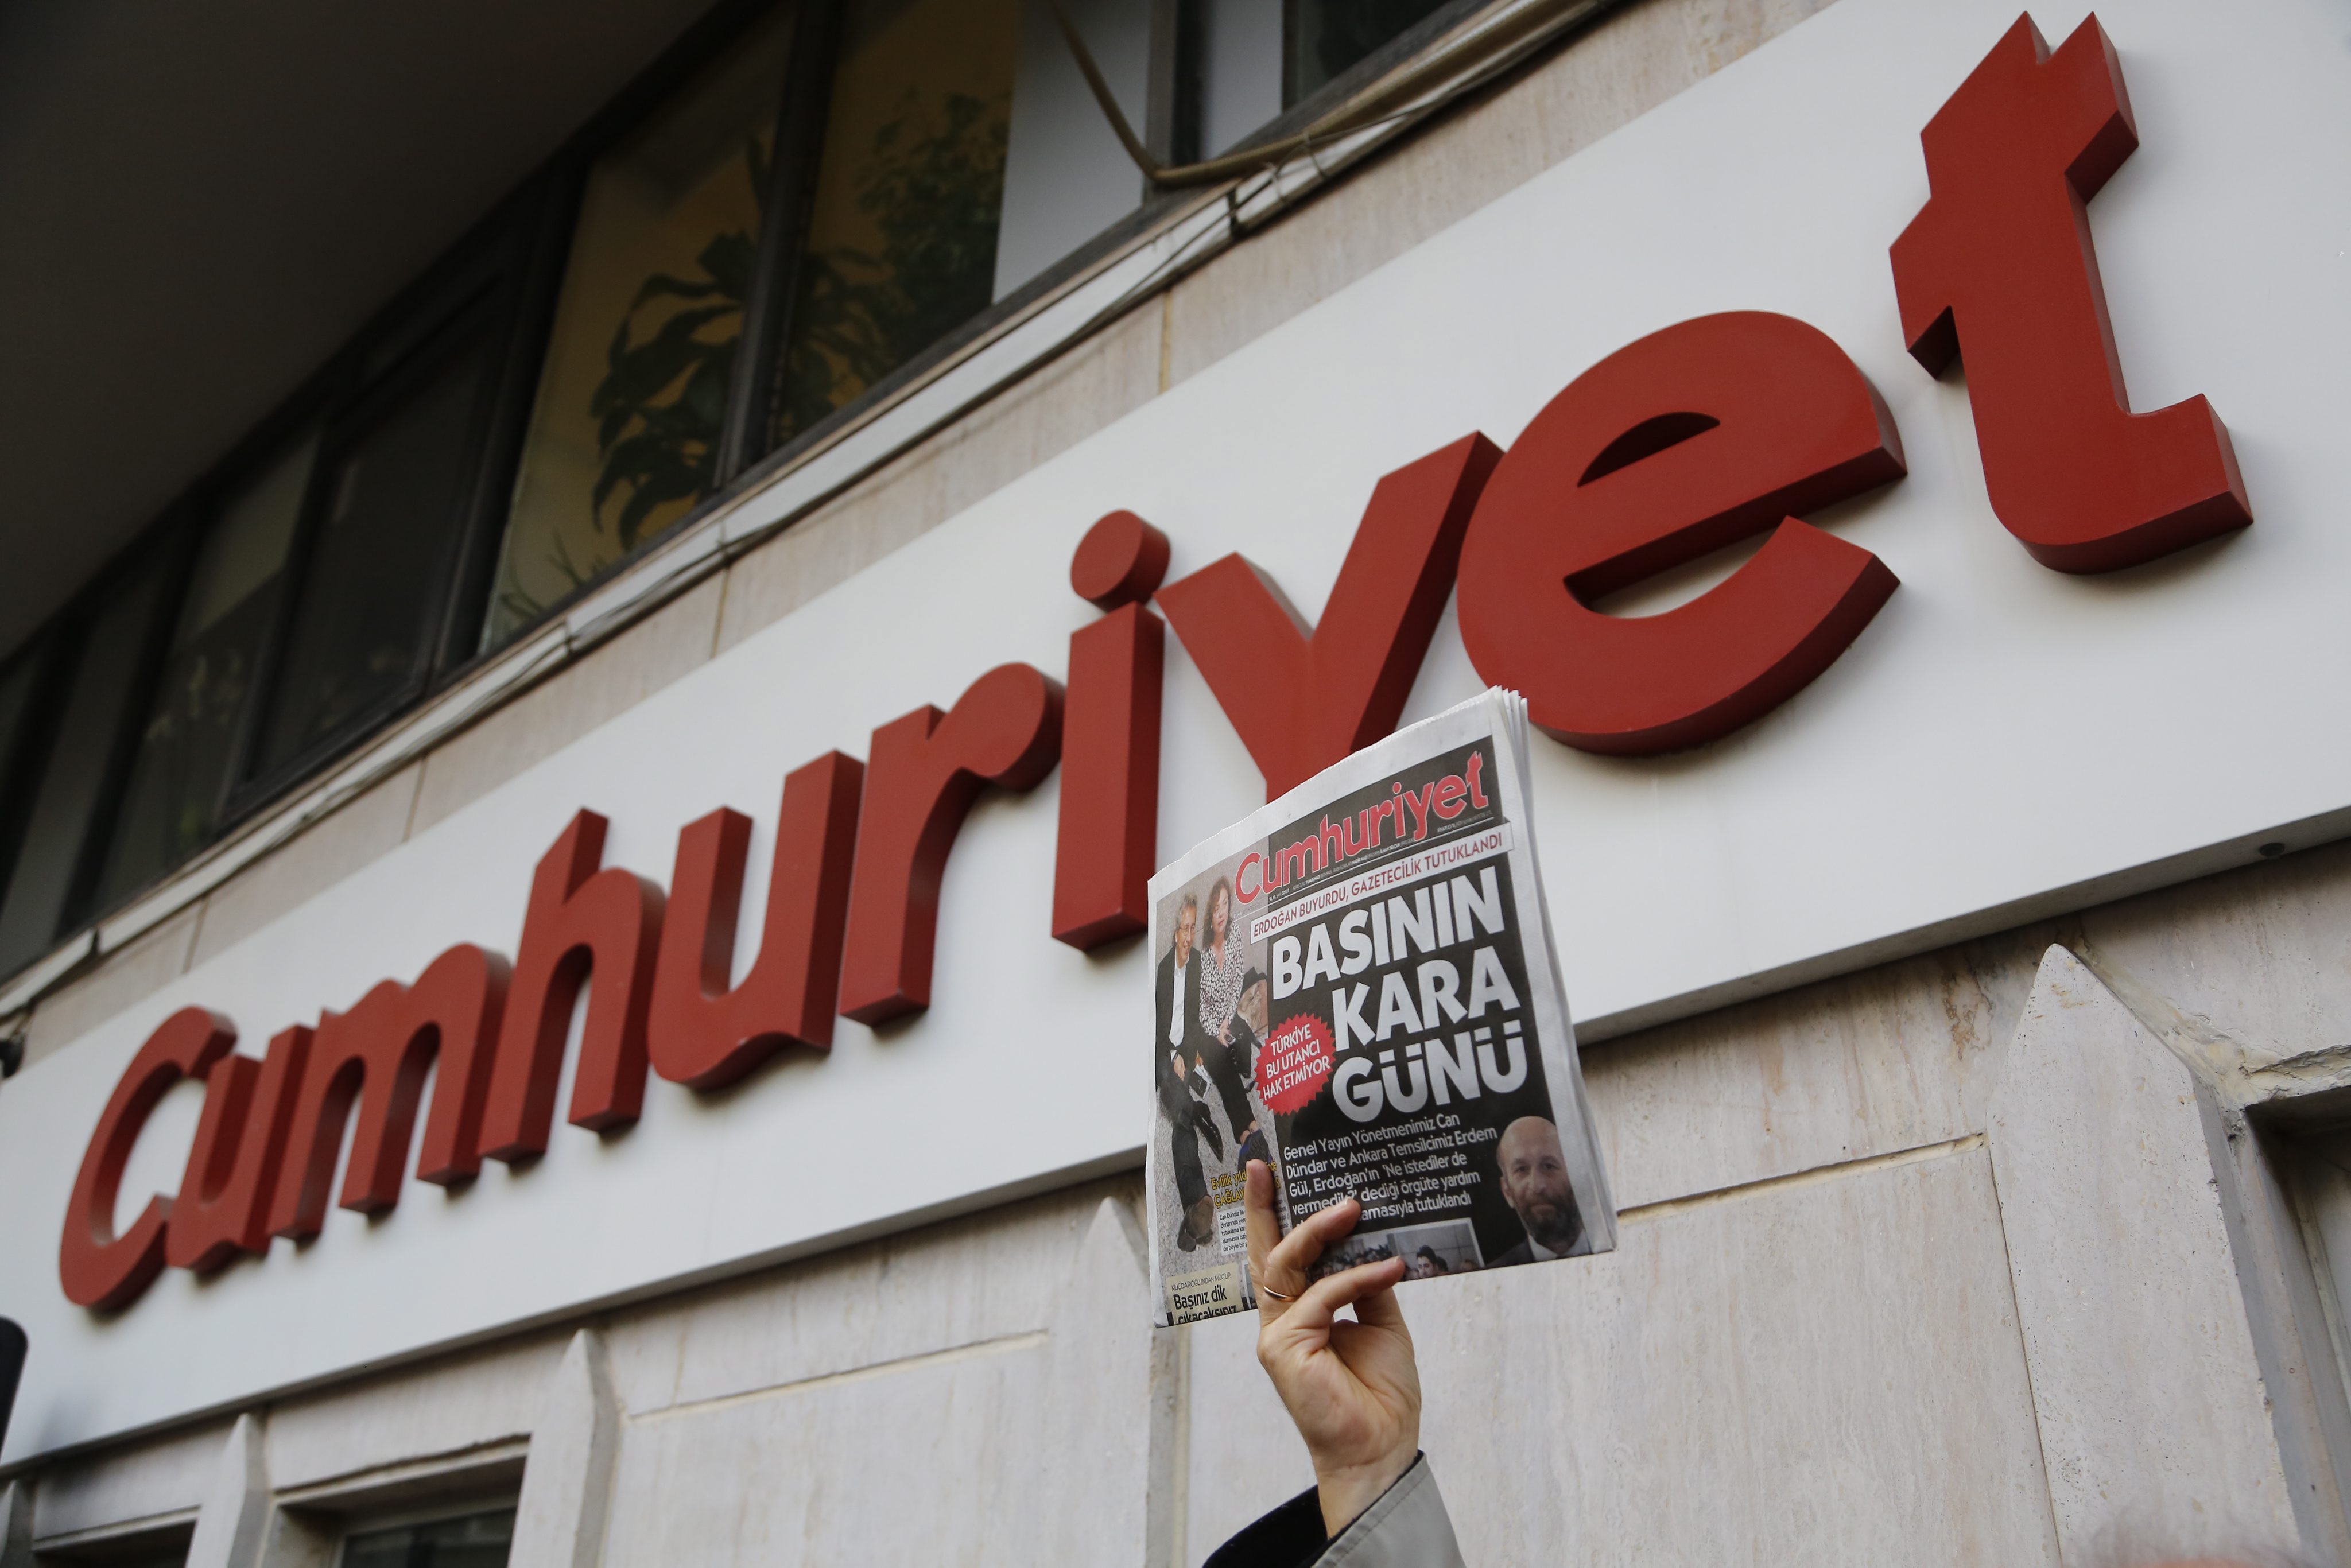 Cumhuriyet
Cumhuriyet
ERDOĞAN BUYURDU, GAZETECİLİK TUTUKLANDI
BASININ
KARA
GÜNÜ
TÜRKİYE
BU UTANCI
HAK ETMİYOR
Genel Yayın Yönetmenimiz Can
Dündar ve Ankara Temsilcimiz Erdem
Gül, Erdoğan'ın 'Ne istediler de
vermedik?' dediği örgüte yardım
amasıyla tutuklandı
Başınız dik
çıkacaksınız